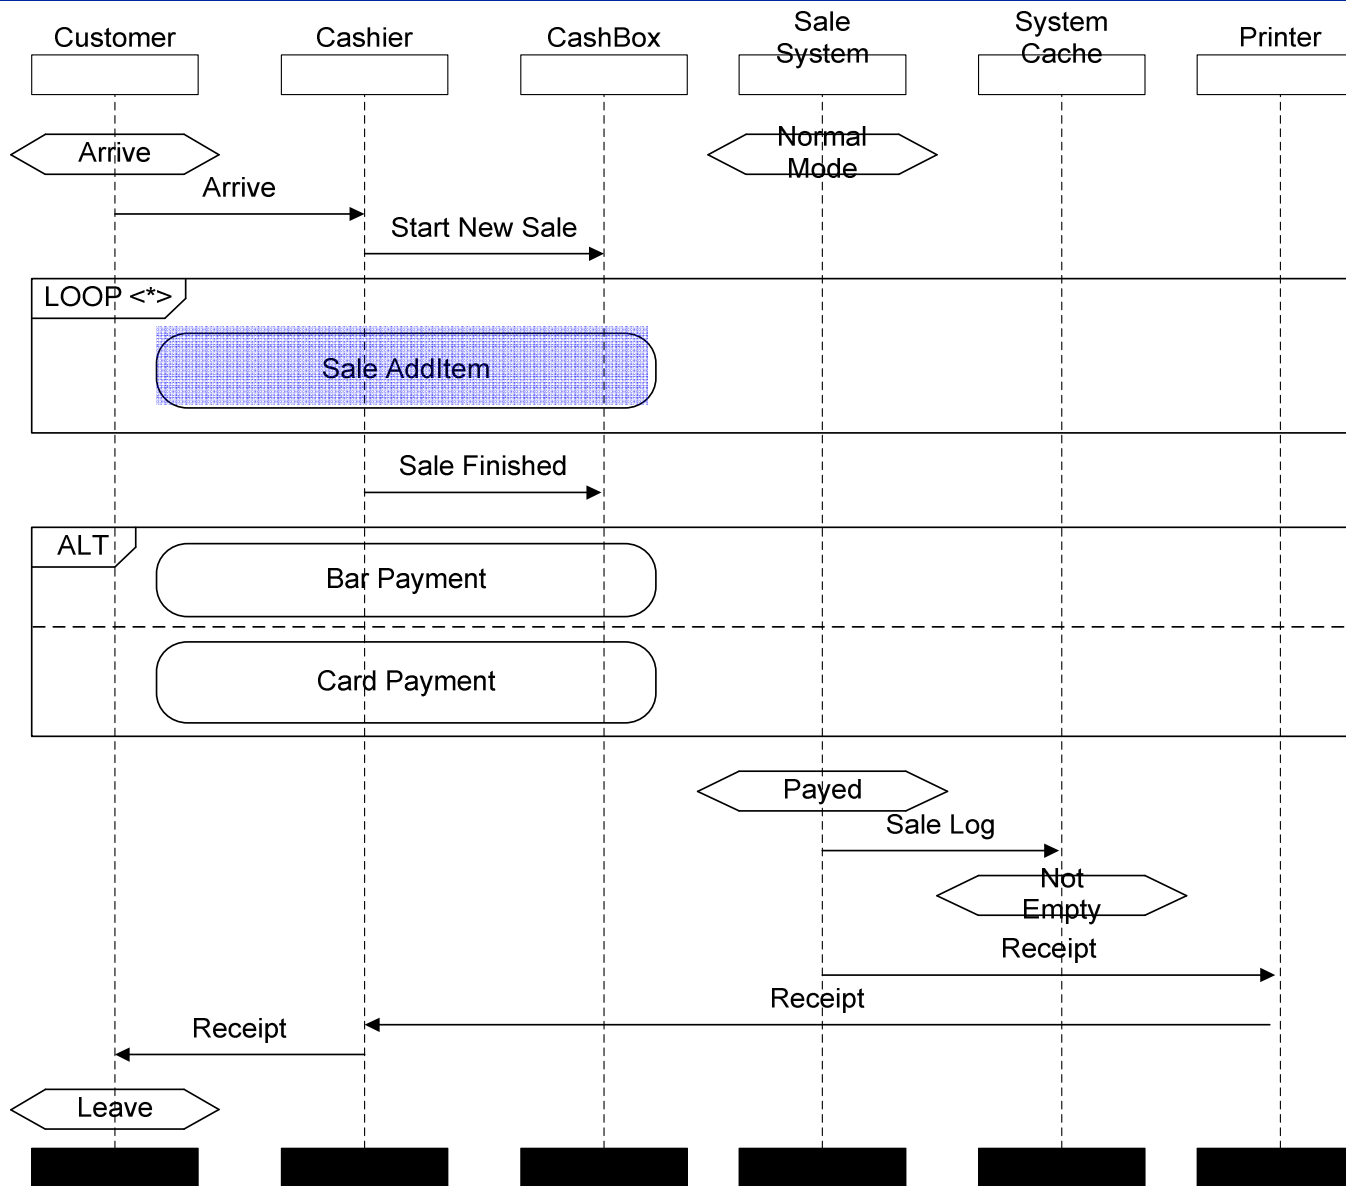 Customer
Cashier
CashBox
Sale
System
System
Cache
Printer
Arrive
Normal
Mode
Arrive
Start New Sale
LOOP <*>
Sale AddItem
Sale Finished
ALT
Bar Payment
Card Payment
Payed
Sale Log
Not
Empty
Receipt
Receipt
Receipt
Leave